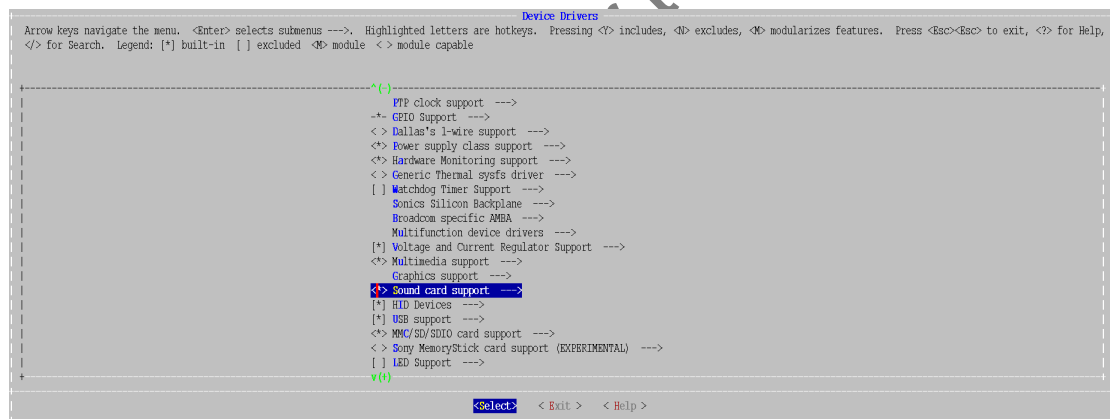 Device Drivers
Arrow keys navigate the menu. <Enter> selects submenus --->. Highlighted letters are hotkeys. Pressing <Y> includes, <N> excludes, <M> modularizes features. Press <Esc><Esc> to exit, <?> for Help,
</> for Search. Legend: [*] built-in [ ] excluded <M> module < > module capable
^(-)
PTP clock support --->
-*- GPIO Support --->
< > Dallas's 1-wire support --->
<*> Power supply class support --->
<*> Hardware Monitoring support --->
< > Generic Thermal sysfs driver --->
[ ] Watchdog Timer Support --->
Sonics Silicon Backplane --->
Broadcom specific AMBA --->
Multifunction device drivers --->
[*] Voltage and Current Regulator Support --->
<*> Multimedia support --->
Graphics support --->
<*> Sound card support --->
[*] HID Devices --->
[*] USB support --->
<*> MMC/SD/SDIO card support --->
< > Sony MemoryStick card support (EXPERIMENTAL) --->
[ ] LED Support --->
v(+)
<Select> < Exit > < Help >